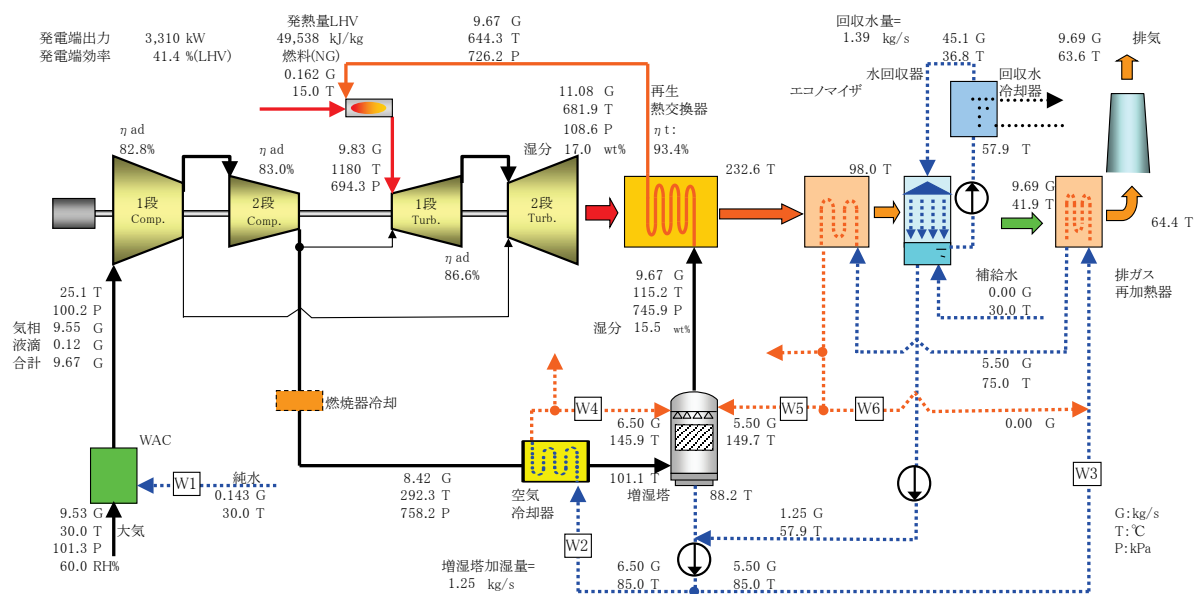 発電端出力 3,310 kW
発電端効率 41.4 %(LHV)
発熱量LHV
49,538 kJ/kg
燃料(NG)
0.162 G
15.0 T
9.67 G
644.3 T
726.2 P
回収水量=
1.39 kg/s
45.1 G
36.8 T
9.69 G
63.6 T
排気
水回収器
回収水
冷却器
エコノマイザ
11.08 G
681.9 T
108.6 P
湿分 17.0 wt%
再生
熱交換器
ηt:
93.4%
ηad
82.8%
ηad
83.0%
9.83 G
1180 T
694.3 P
57.9 T
232.6 T
98.0 T
9.69 G
41.9 T
64.4 T
1段
Comp.
2段
Comp.
1段
Turb.
2段
Turb.
ηad
86.6%
25.1 T
100.2 P
気相 9.55 G
液滴 0.12 G
合計 9.67 G
9.67 G
115.2 T
745.9 P
湿分 15.5 wt%
補給水
0.00 G
30.0 T
排ガス
再加熱器
5.50 G
75.0 T
燃焼器冷却
W4
W5
W6
6.50 G
145.9 T
5.50 G
149.7 T
0.00 G
WAC
W1
純水
0.143 G
30.0 T
8.42 G
292.3 T
758.2 P
空気
冷却器
101.1 T
増湿塔
88.2 T
W3
9.53 G
30.0 T
大気
101.3 P
60.0 RH%
1.25 G
57.9 T
G:kg/s
T:℃
P:kPa
W2
増湿塔加湿量=
1.25 kg/s
6.50 G
85.0 T
5.50 G
85.0 T